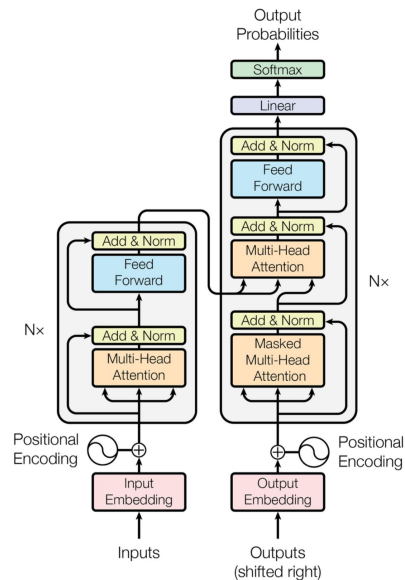 Output
Probabilities
Softmax
Linear
Add & Norm
Feed
Forward
Add & Norm
Multi-Head
Attention
Add & Norm
Masked
Multi-Head
Attention
Nx
Add & Norm
Feed
Forward
Add & Norm
Multi-Head
Attention
Nx
Positional
Encoding
Positional
Encoding
Input
Embedding
Output
Embedding
Inputs
Outputs
(shifted right)